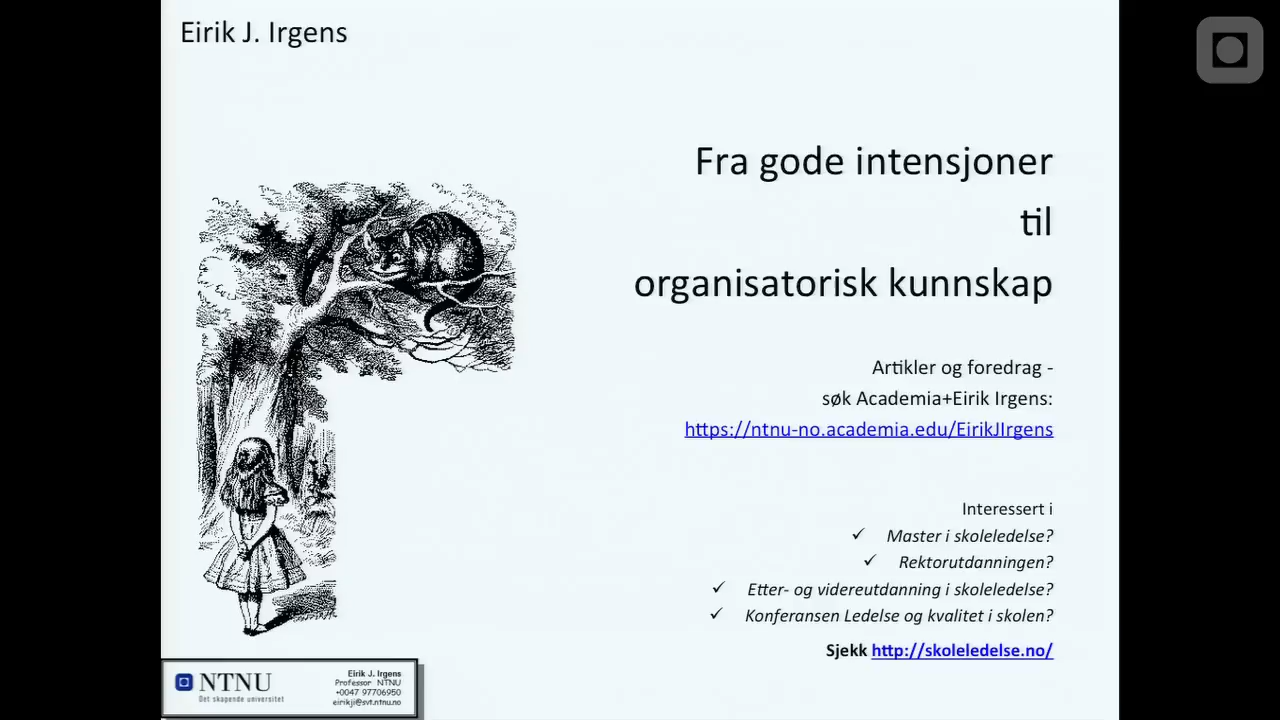 Eirik J. Irgens
Fra gode intensjoner
til
organisatorisk kunnskap
Artikler og foredrag -
søk Academia+Eirik Irgens:
https://ntnu-no.academia.edu/EirikJIrgens
Interessert i
✓ Master i skoleledelse?
✓ Rektorutdanningen?
✓ Etter- og videreutdanning i skoleledelse?
✓ Konferansen Ledelse og kvalitet i skolen?
Sjekk http://skoleledelse.no/
NTNU
Det skapende universitet
Eirik J. Irgens
Professor NTNU
+0047 97706950
eirikji@svt.ntnu.no